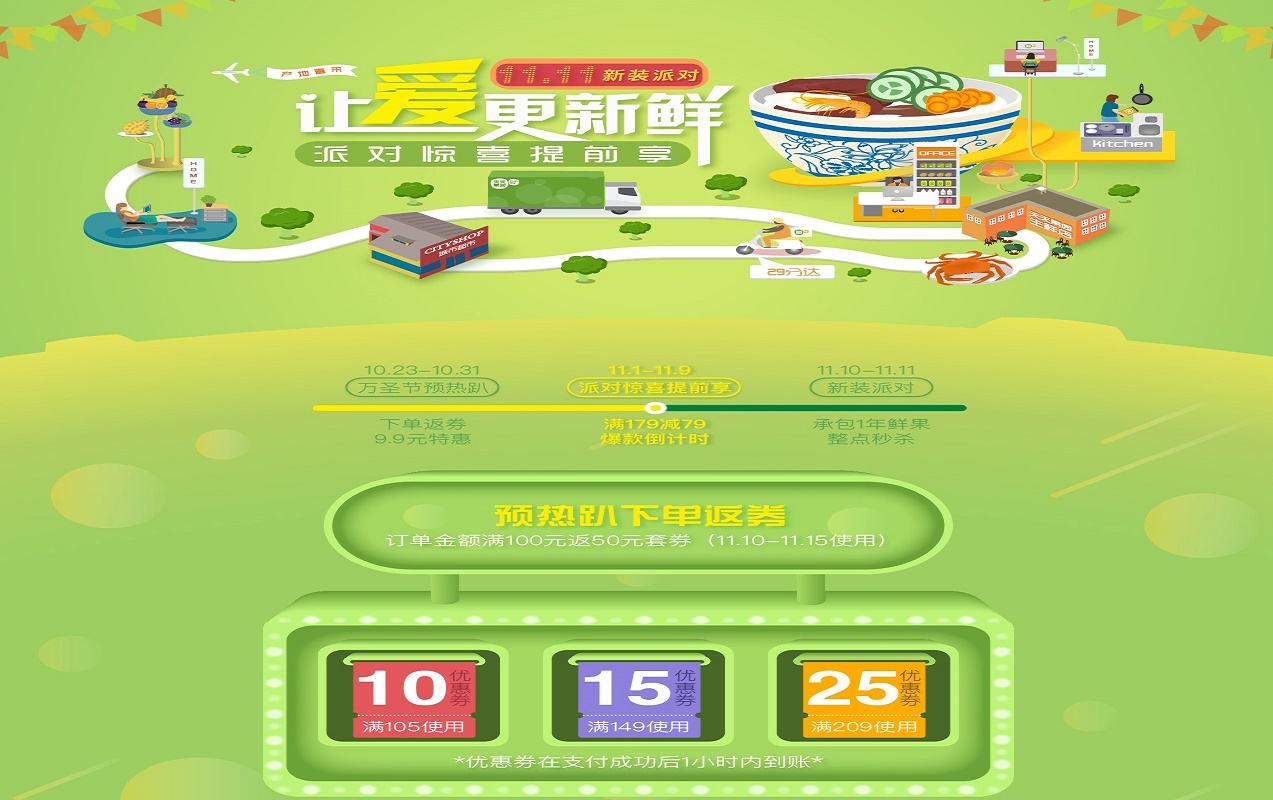 产地直采
11.11新装派对
让爱更新鲜
派对惊喜提前享
HOME
HOME
OFFICE
Kitchen
CITYSHOP
城市超市
29分达
10.23-10.31
万圣节预热趴
下单返券
9.9元特惠
11.1-11.9
派对惊喜提前享
满179减79
爆款倒计时
11.10-11.11
新装派对
承包1年鲜果
整点秒杀
预热趴下单返券
订单金额满100元返50元套券（11.10-11.15使用）
10
优惠券
满105使用
15
优惠券
满149使用
25
优惠券
满209使用
*优惠券在支付成功后1小时内到账*